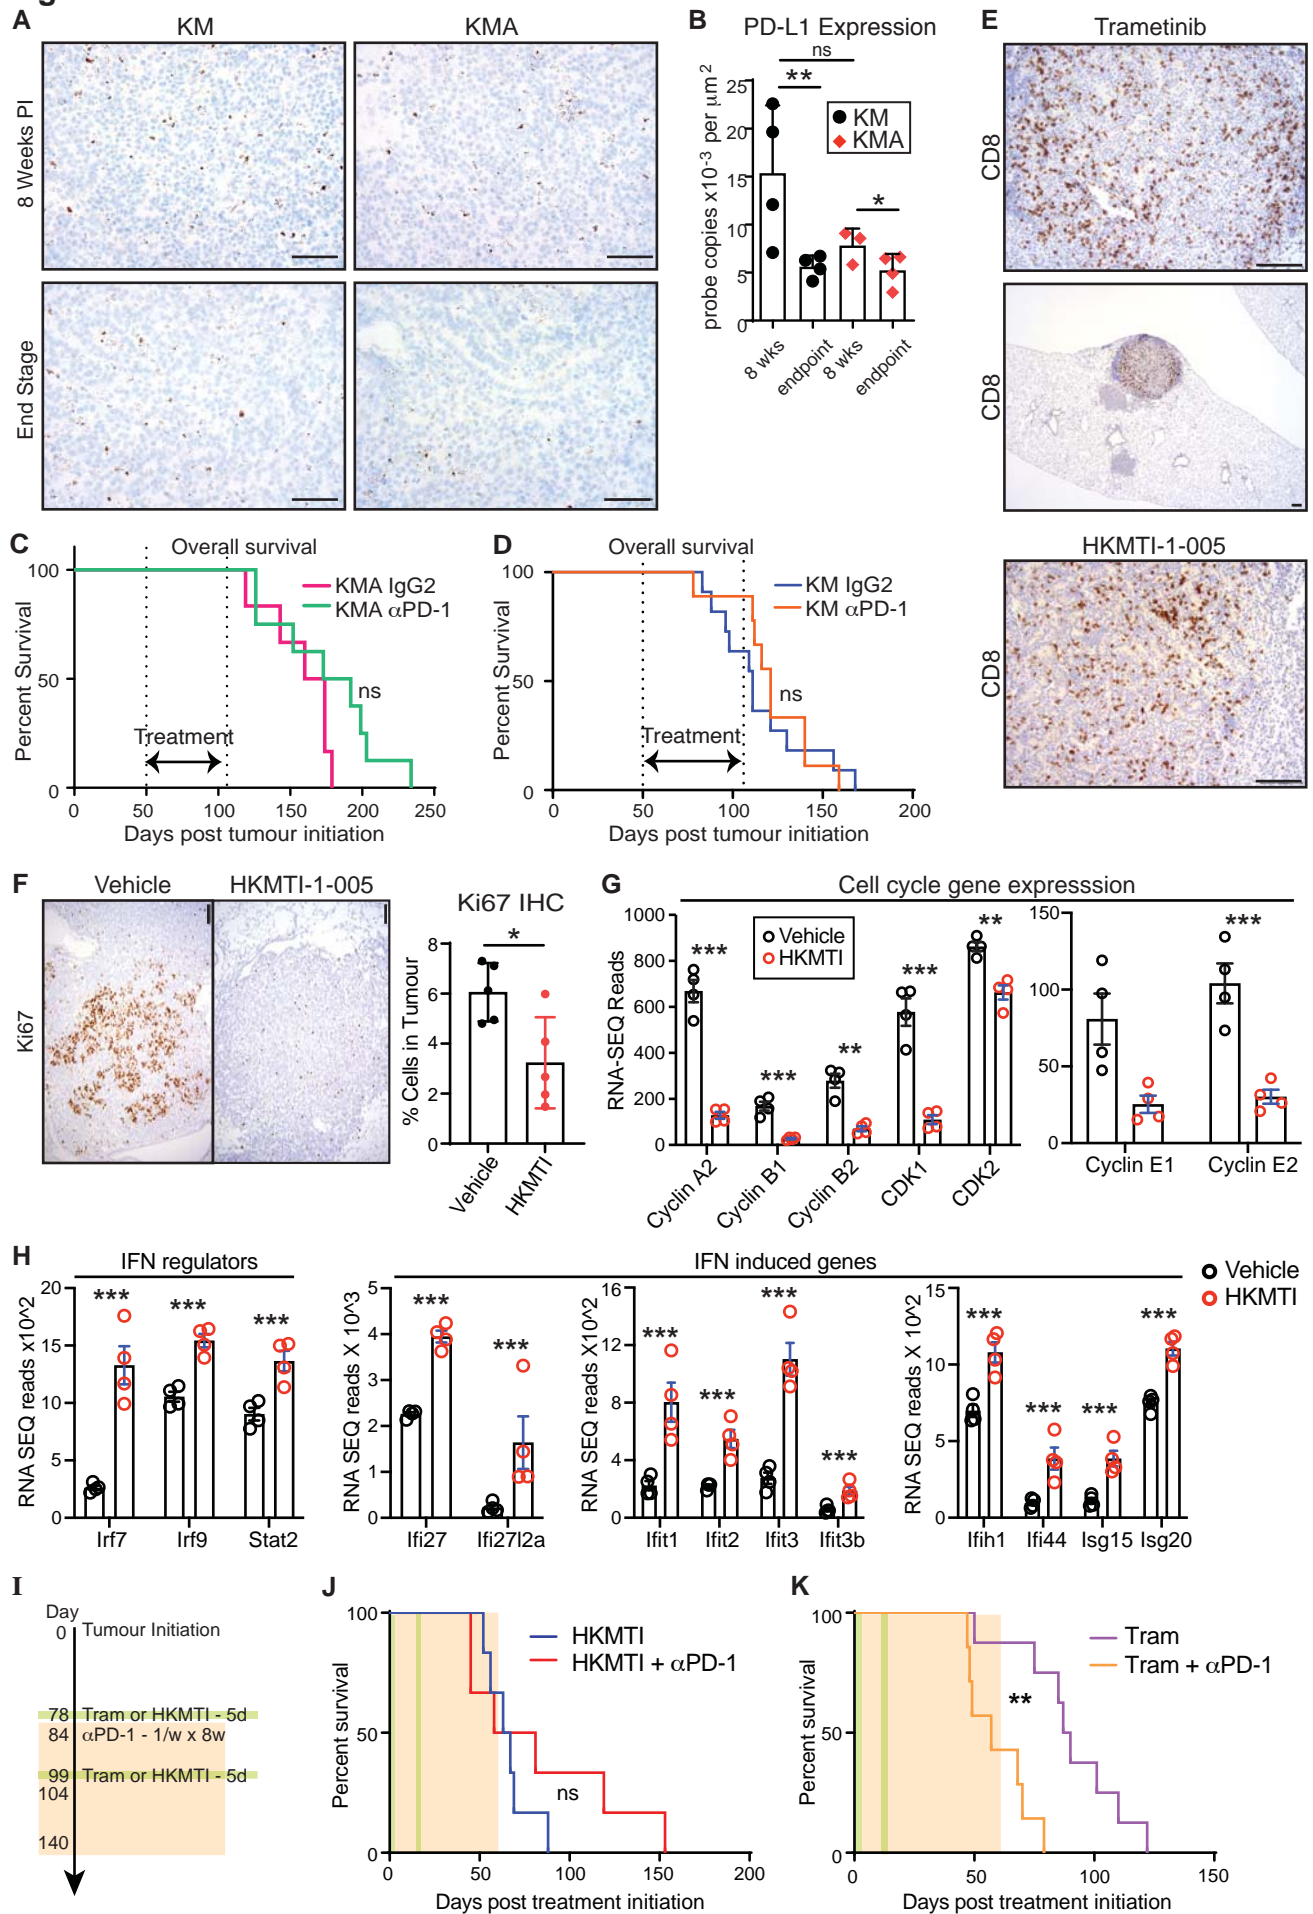 A
KM
KMA
8 Weeks PI
End Stage
B
PD-L1 Expression
ns
**
*
KM
KMA
probe copies x10-3 per µm2
25
20
15
10
5
0
8 wks
endpoint
8 wks
endpoint
E
Trametinib
CD8
CD8
HKMTI-1-005
CD8
C
Overall survival
KMA IgG2
KMA αPD-1
ns
Treatment
Percent Survival
100
50
0
0 50 100 150 200 250
Days post tumour initiation
D
Overall survival
KM IgG2
KM αPD-1
ns
Treatment
Percent Survival
100
50
0
0 50 100 150 200
Days post tumour initiation
F
Vehicle
HKMTI-1-005
Ki67
Ki67 IHC
*
% Cells in Tumour
8
6
4
2
0
Vehicle
HKMTI
G
Cell cycle gene expresssion
Vehicle
HKMTI
RNA-SEQ Reads
1000
800
600
400
200
0
*** *** ** *** **
Cyclin A2
Cyclin B1
Cyclin B2
CDK1
CDK2
150
100
50
0
***
Cyclin E1 Cyclin E2
H
IFN regulators
RNA SEQ reads x10^2
20
15
10
5
0
*** *** ***
Irf7 Irf9 Stat2
IFN induced genes
RNA SEQ reads X 10^3
5
4
3
2
1
0
*** ***
Ifi27 Ifi27l2a
RNA SEQ reads X10^2
16
12
8
4
0
*** *** *** ***
Ifit1 Ifit2 Ifit3 Ifit3b
RNA SEQ reads X 10^2
15
10
5
0
*** *** *** ***
Ifih1 Ifi44 Isg15 Isg20
Vehicle
HKMTI
I
Day
0 Tumour Initiation
78 Tram or HKMTI - 5d
84 αPD-1 - 1/w x 8w
99 Tram or HKMTI - 5d
104
140
J
HKMTI
HKMTI + αPD-1
ns
Percent survival
100
50
0
0 50 100 150 200
Days post treatment initiation
K
Tram
Tram + αPD-1
**
Percent survival
100
50
0
0 50 100 150
Days post treatment initiation